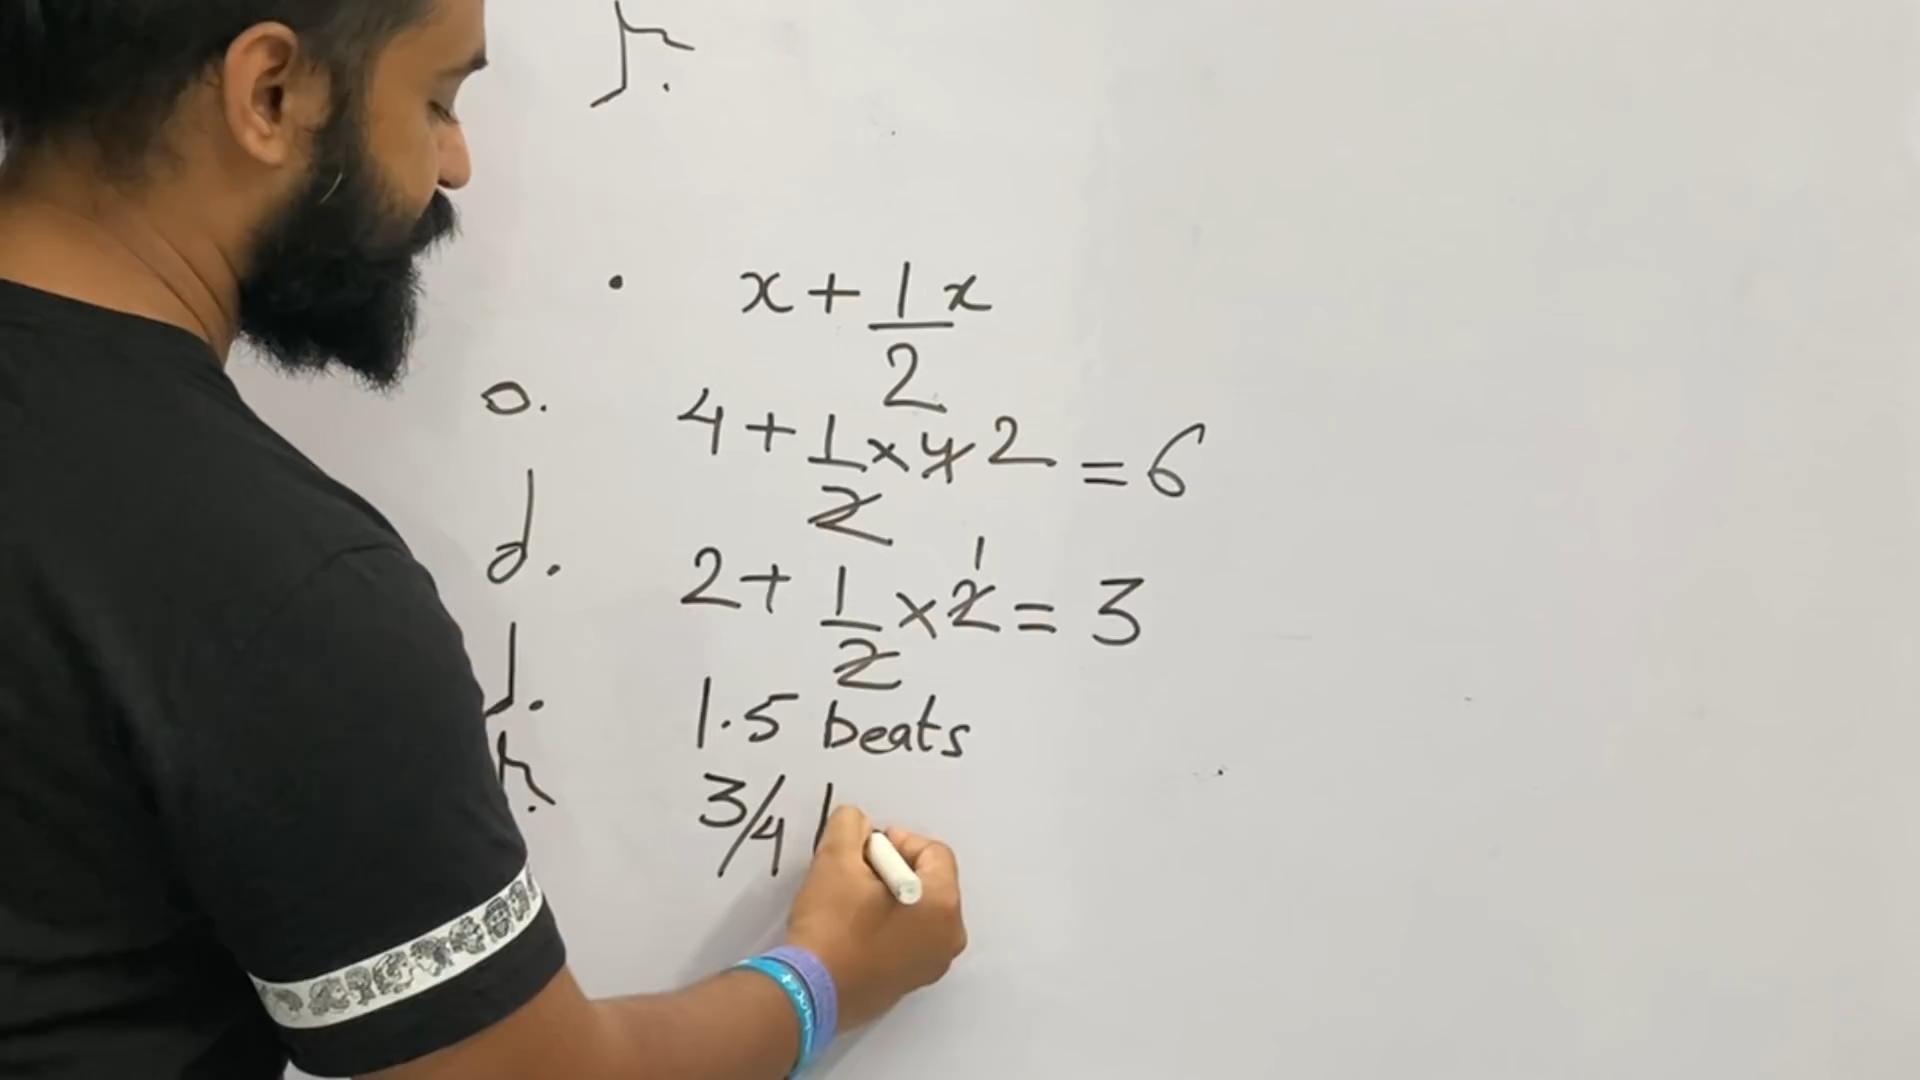 . x + 1/2 x
o. 4 + 1/2 × 4 2 = 6
d. 2 + 1/2 × 2 1 = 3
1.5 beats
3/4